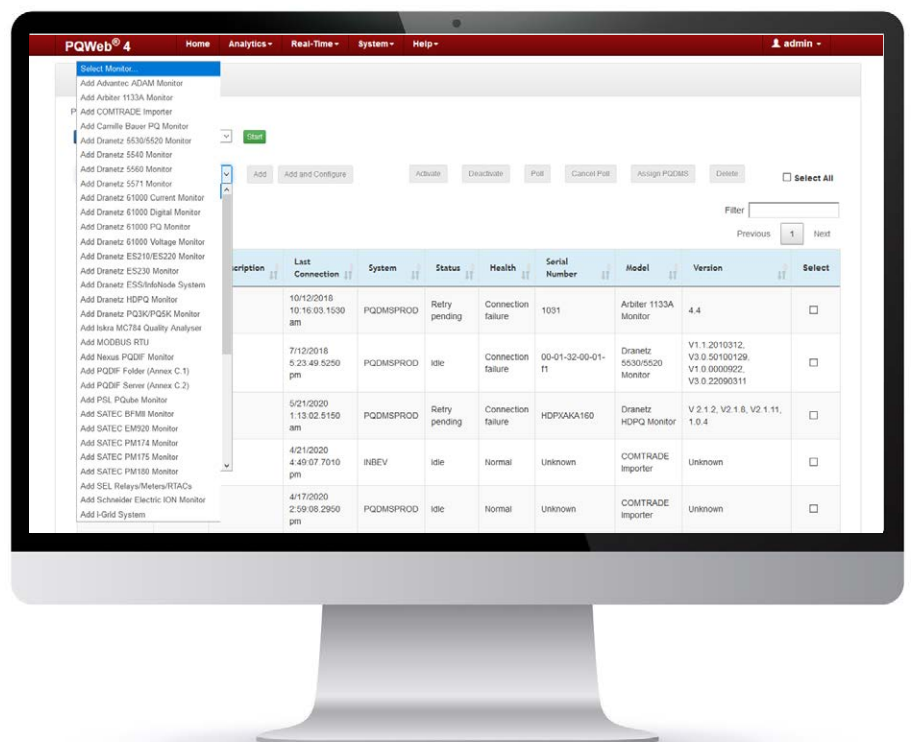 PQWeb® 4 Home Analytics Real-Time System Help admin
Select Monitor...
Add Advantec ADAM Monitor
Add Arbiter 1133A Monitor
Add COMTRADE Importer
Add Camille Bauer PQ Monitor
Add Dranetz 5530/5520 Monitor
Start
Add Dranetz 5540 Monitor
Add Dranetz 5560 Monitor
Add Dranetz 5571 Monitor
Add Add and Configure Activate Deactivate Poll Cancel Poll Assign PQDMS Delete Select All
Add Dranetz 61000 Current Monitor
Add Dranetz 61000 Digital Monitor
Filter
Add Dranetz 61000 PQ Monitor
Add Dranetz 61000 Voltage Monitor
Previous 1 Next
Add Dranetz ES210/ES220 Monitor
Add Dranetz ES230 Monitor
Add Dranetz ESS/InfoNode System
Add Dranetz HDPQ Monitor
Add Dranetz PQ3K/PQ5K Monitor
Add Iskra MC784 Quality Analyser
Add MODBUS RTU
Add Nexus PQDIF Monitor
Add PQDIF Folder (Annex C.1)
Add PQDIF Server (Annex C.2)
Add PSL PQube Monitor
Add SATEC BFMII Monitor
Add SATEC EM920 Monitor
Add SATEC PM174 Monitor
Add SATEC PM175 Monitor
Add SATEC PM180 Monitor
Add SEL Relays/Meters/RTACs
Add Schneider Electric ION Monitor
Add I-Grid System
scription Last Connection System Status Health Serial Number Model Version Select
10/12/2018 10:16:03.1530 am PQDMSPROD Retry pending Connection failure 1031 Arbiter 1133A Monitor 4.4
7/12/2018 5:23:49.5250 pm PQDMSPROD Idle Connection failure 00-01-32-00-01-f1 Dranetz 5530/5520 Monitor V1.1.2010312, V3.0.50100129, V1.0.0000922, V3.0.22090311
5/21/2020 1:13:02.5150 am PQDMSPROD Retry pending Connection failure HDPXAKA160 Dranetz HDPQ Monitor V 2.1.2, V2.1.8, V2.1.11, 1.0.4
4/21/2020 4:49:07.7010 pm INBEV Idle Normal Unknown COMTRADE Importer Unknown
4/17/2020 2:59:08.2950 pm PQDMSPROD Idle Normal Unknown COMTRADE Importer Unknown